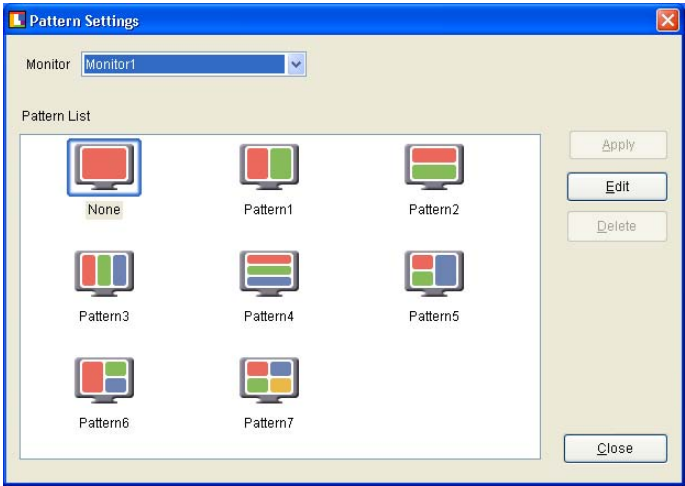 Pattern Settings
Monitor Monitor1
Pattern List
Apply
None Pattern1 Pattern2
Edit
Delete
Pattern3 Pattern4 Pattern5
Pattern6 Pattern7
Close